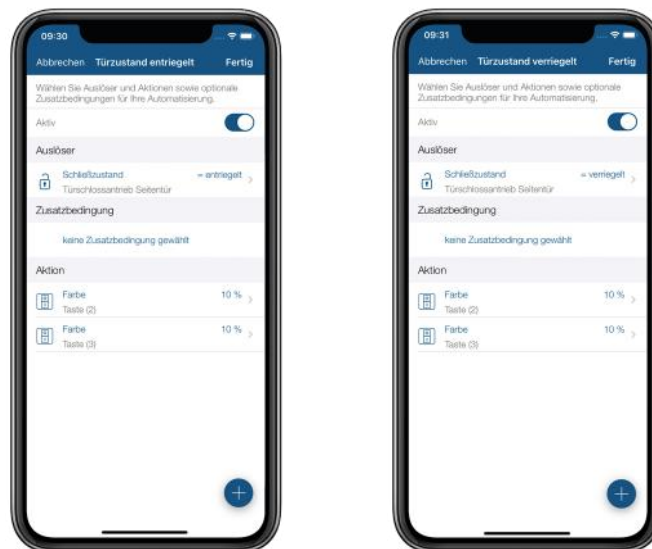 09:30
Abbrechen Türzustand entriegelt Fertig
Wählen Sie Auslöser und Aktionen sowie optionale
Zusatzbedingungen für Ihre Automatisierung.
Aktiv
Auslöser
Schließzustand = entriegelt
Türschlossantrieb Seitentür
Zusatzbedingung
keine Zusatzbedingung gewählt
Aktion
Farbe 10 %
Taste (2)
Farbe 10 %
Taste (3)
09:31
Abbrechen Türzustand verriegelt Fertig
Wählen Sie Auslöser und Aktionen sowie optionale
Zusatzbedingungen für Ihre Automatisierung.
Aktiv
Auslöser
Schließzustand = verriegelt
Türschlossantrieb Seitentür
Zusatzbedingung
keine Zusatzbedingung gewählt
Aktion
Farbe 10 %
Taste (2)
Farbe 10 %
Taste (3)